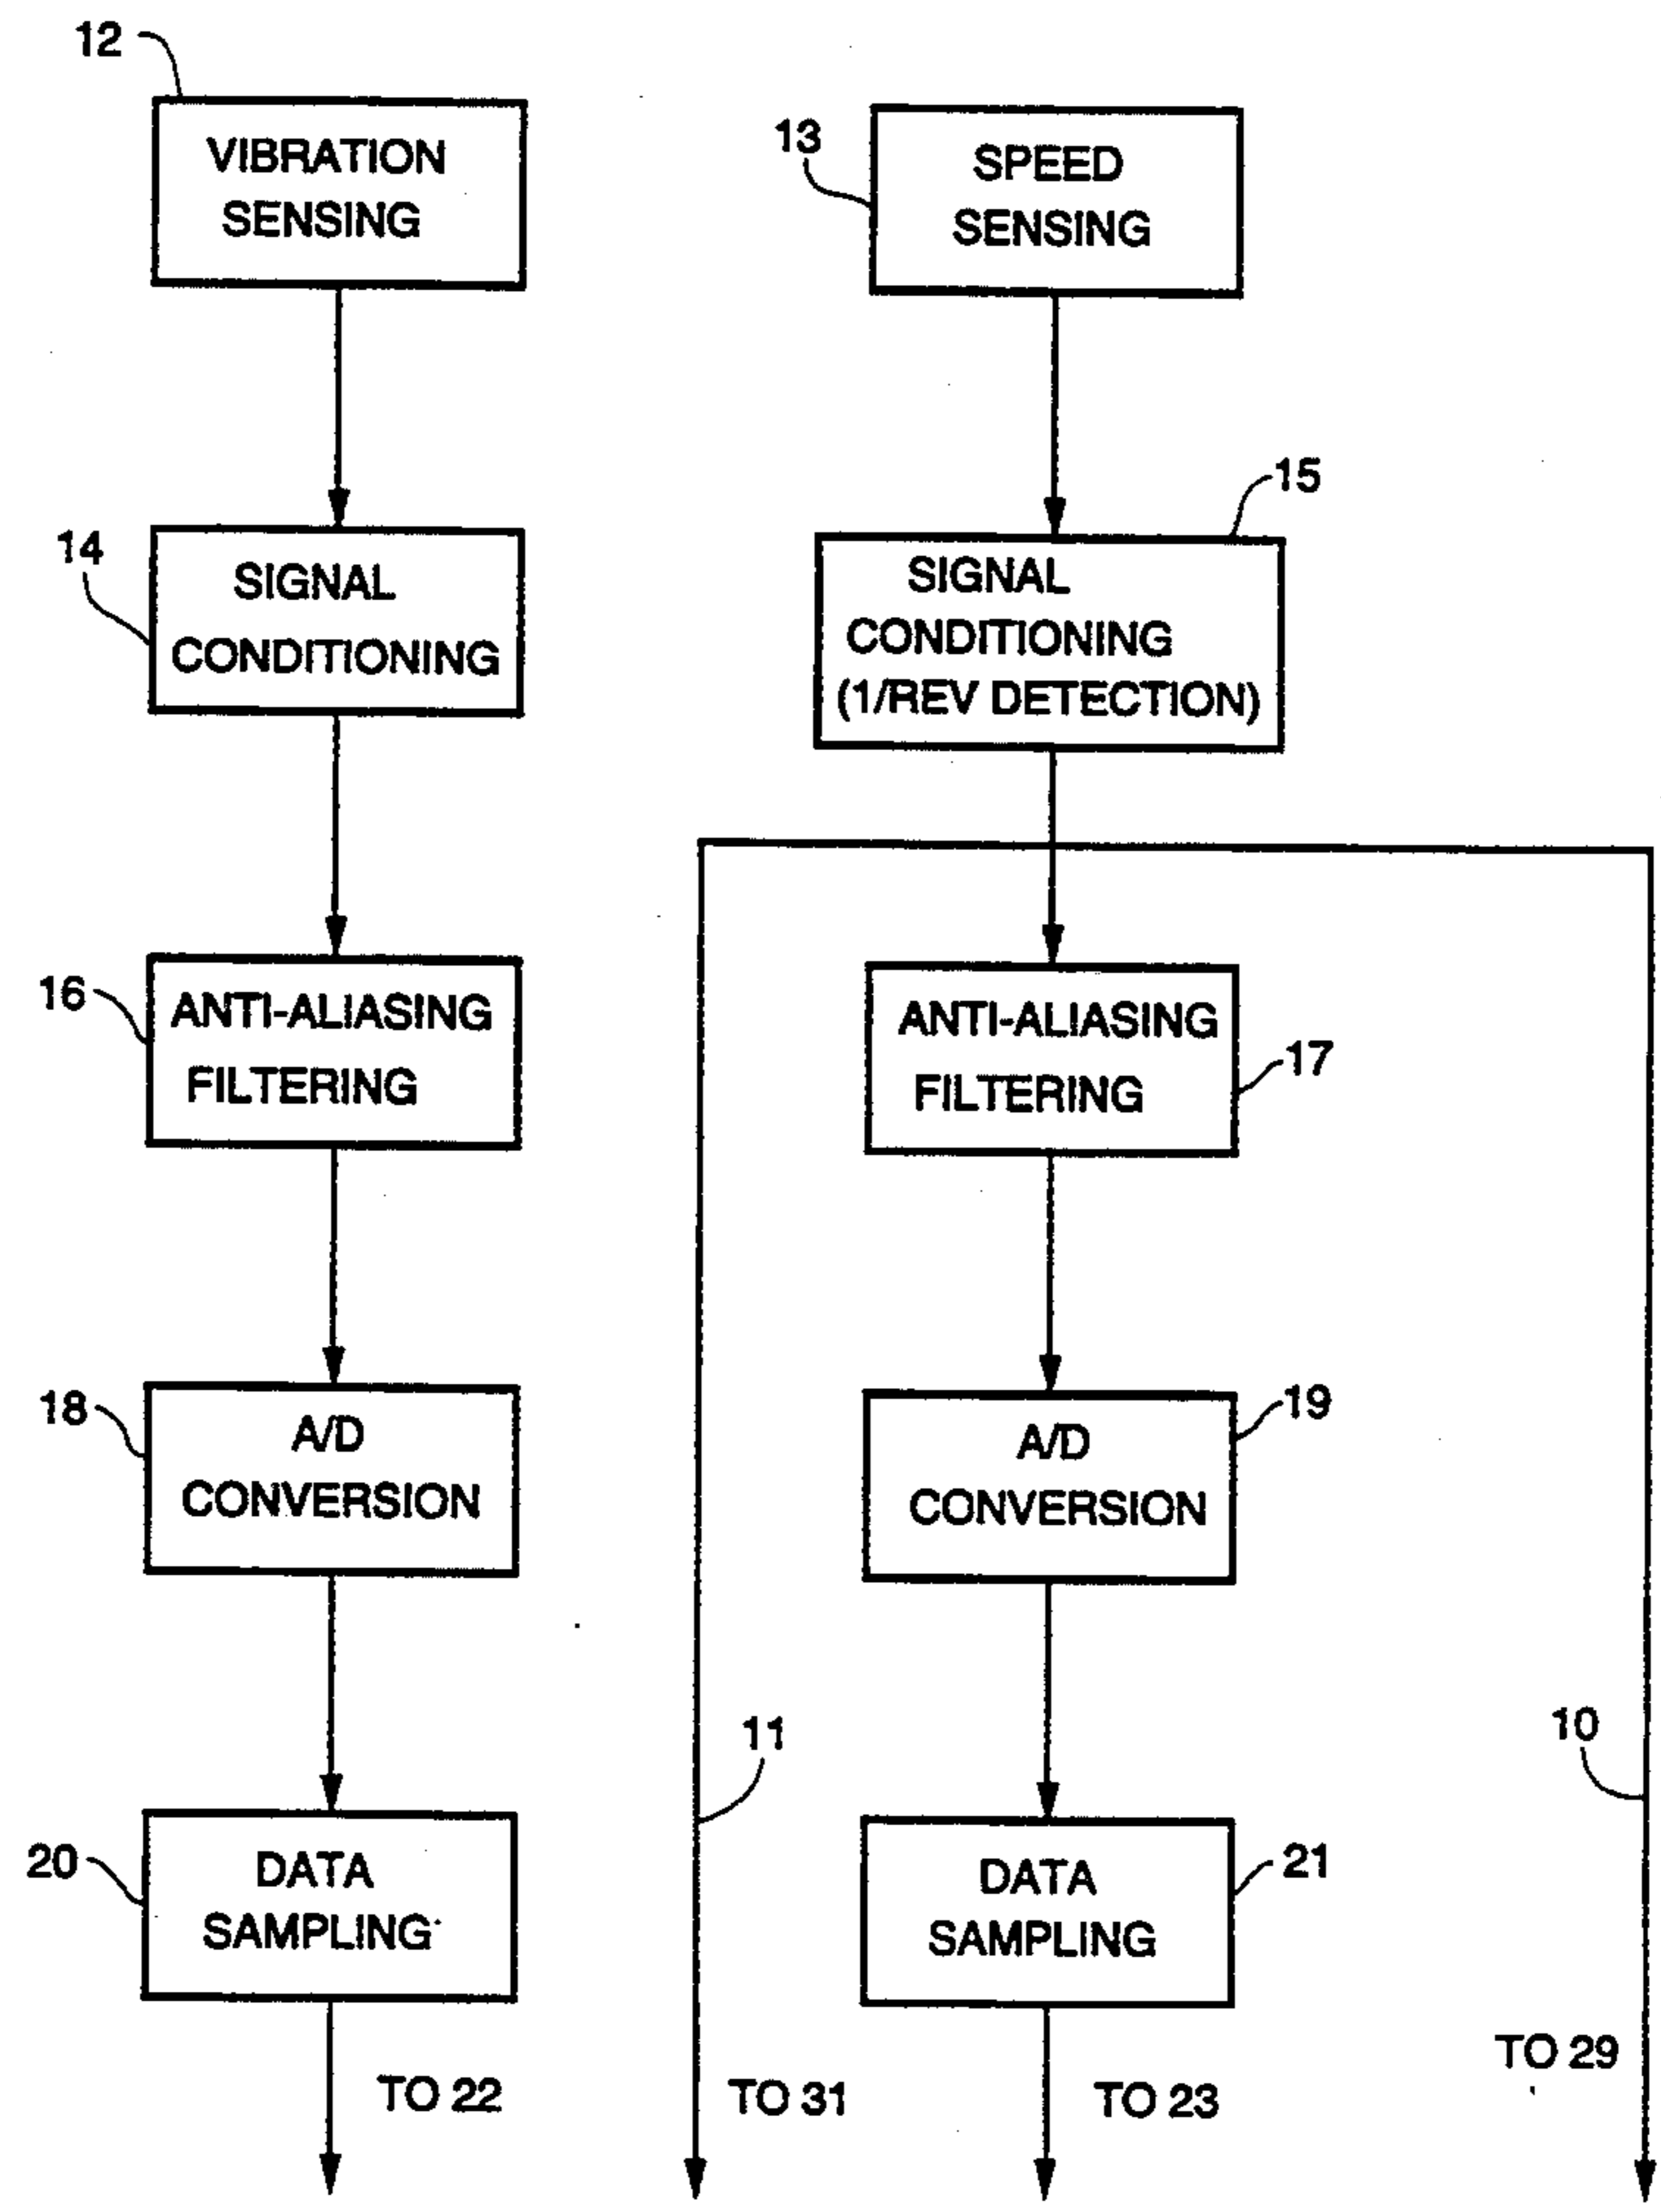 12
VIBRATION
SENSING
13
SPEED
SENSING
14
SIGNAL
CONDITIONING
15
SIGNAL
CONDITIONING
(1/REV DETECTION)
16
ANTI-ALIASING
FILTERING
ANTI-ALIASING
FILTERING
17
18
A/D
CONVERSION
A/D
CONVERSION
19
11
10
20
DATA
SAMPLING
DATA
SAMPLING
21
TO 22
TO 31
TO 23
TO 29